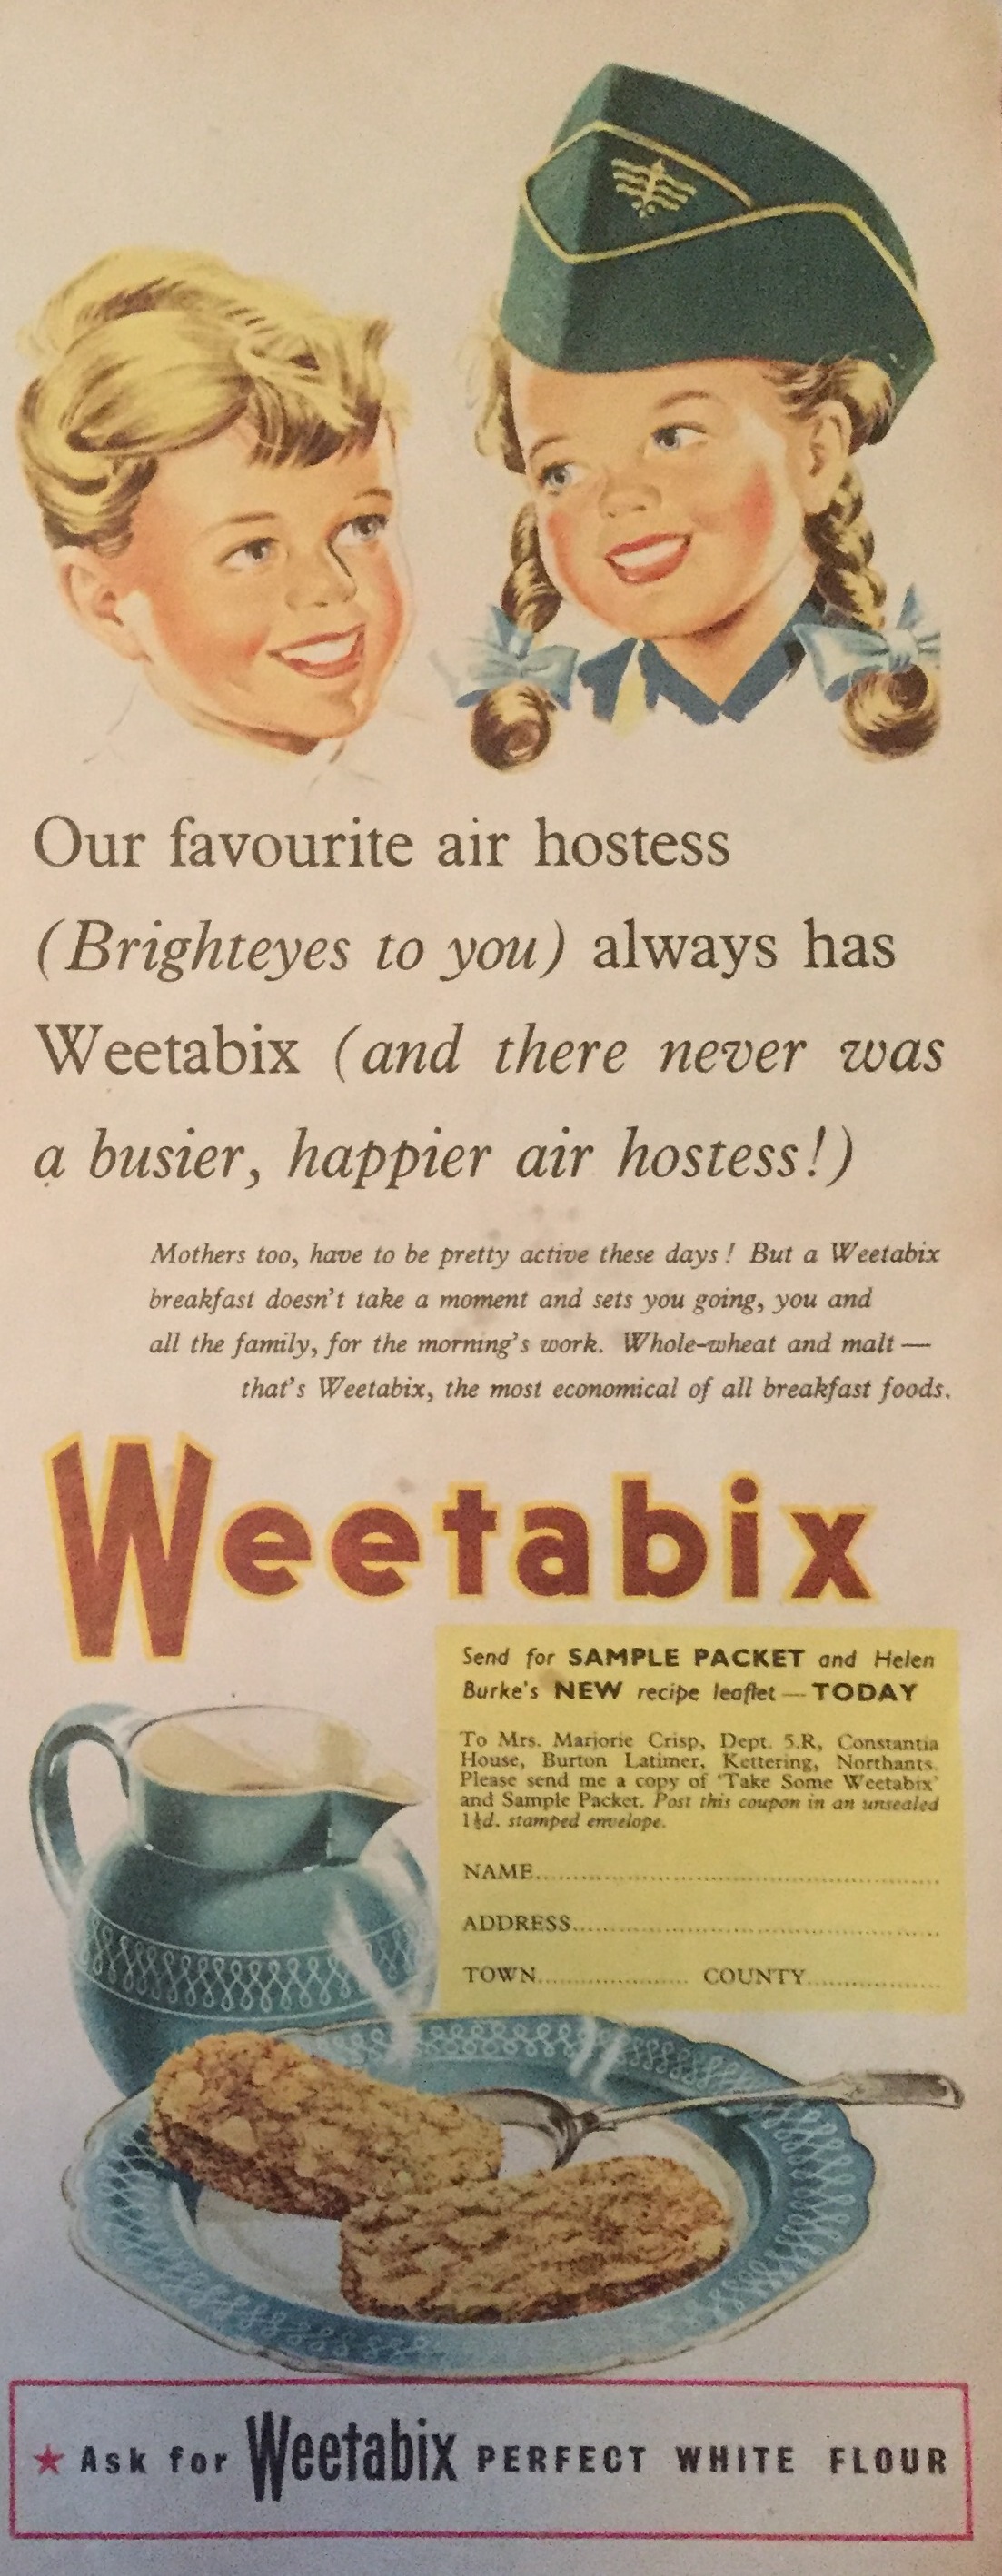 Our favourite air hostess
(Brighteyes to you) always has
Weetabix (and there never was
a busier, happier air hostess!)
Mothers too, have to be pretty active these days! But a Weetabix
breakfast doesn't take a moment and sets you going, you and
all the family, for the morning's work. Whole-wheat and malt—
that's Weetabix, the most economical of all breakfast foods.
Weetabix
Send for SAMPLE PACKET and Helen
Burke's NEW recipe leaflet—TODAY
To Mrs. Marjorie Crisp, Dept. 5.R, Constantia
House, Burton Latimer, Kettering, Northants.
Please send me a copy of 'Take Some Weetabix'
and Sample Packet. Post this coupon in an unsealed
1½d. stamped envelope.
NAME
ADDRESS
TOWN COUNTY
★ Ask for Weetabix PERFECT WHITE FLOUR